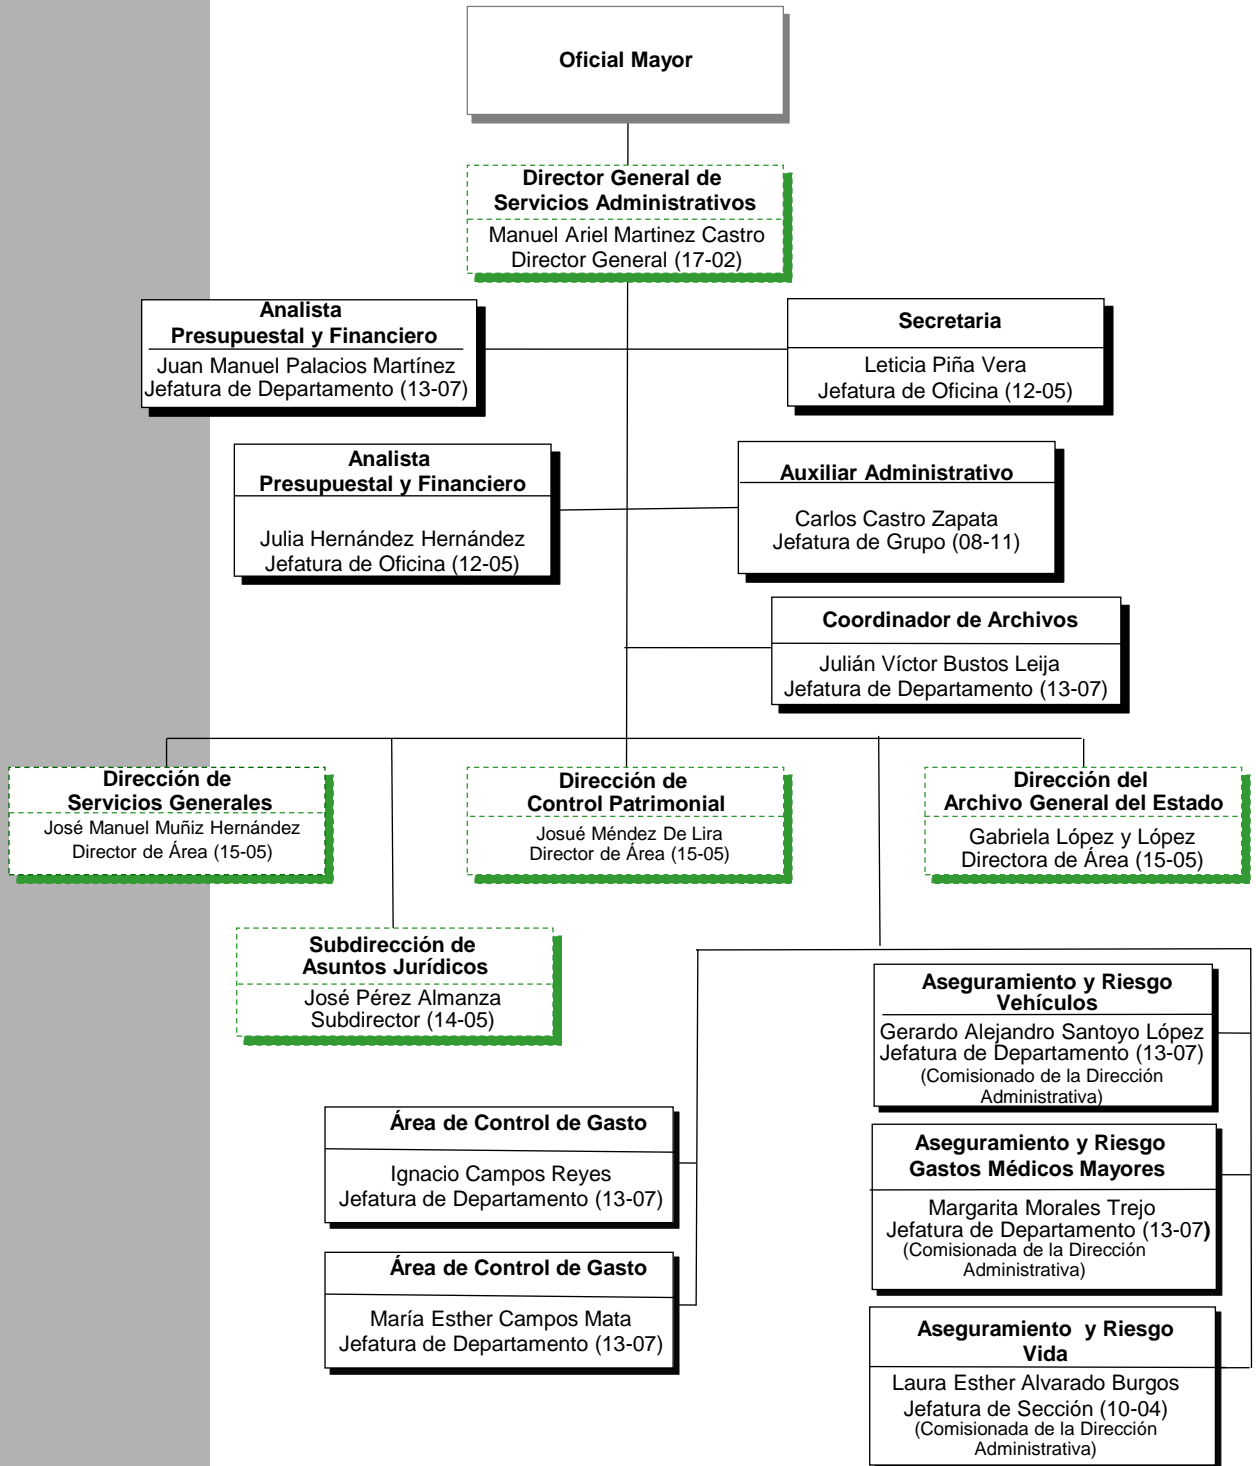 Oficial Mayor
Director General de
Servicios Administrativos
Manuel Ariel Martinez Castro
Director General (17-02)
Analista
Presupuestal y Financiero
Juan Manuel Palacios Martínez
Jefatura de Departamento (13-07)
Secretaria
Leticia Piña Vera
Jefatura de Oficina (12-05)
Analista
Presupuestal y Financiero
Julia Hernández Hernández
Jefatura de Oficina (12-05)
Auxiliar Administrativo
Carlos Castro Zapata
Jefatura de Grupo (08-11)
Coordinador de Archivos
Julián Víctor Bustos Leija
Jefatura de Departamento (13-07)
Dirección de
Servicios Generales
José Manuel Muñiz Hernández
Director de Área (15-05)
Dirección de
Control Patrimonial
Josué Méndez De Lira
Director de Área (15-05)
Dirección del
Archivo General del Estado
Gabriela López y López
Directora de Área (15-05)
Subdirección de
Asuntos Jurídicos
José Pérez Almanza
Subdirector (14-05)
Aseguramiento y Riesgo
Vehículos
Gerardo Alejandro Santoyo López
Jefatura de Departamento (13-07)
(Comisionado de la Dirección
Administrativa)
Área de Control de Gasto
Ignacio Campos Reyes
Jefatura de Departamento (13-07)
Aseguramiento y Riesgo
Gastos Médicos Mayores
Margarita Morales Trejo
Jefatura de Departamento (13-07)
(Comisionada de la Dirección
Administrativa)
Área de Control de Gasto
María Esther Campos Mata
Jefatura de Departamento (13-07)
Aseguramiento y Riesgo
Vida
Laura Esther Alvarado Burgos
Jefatura de Sección (10-04)
(Comisionada de la Dirección
Administrativa)